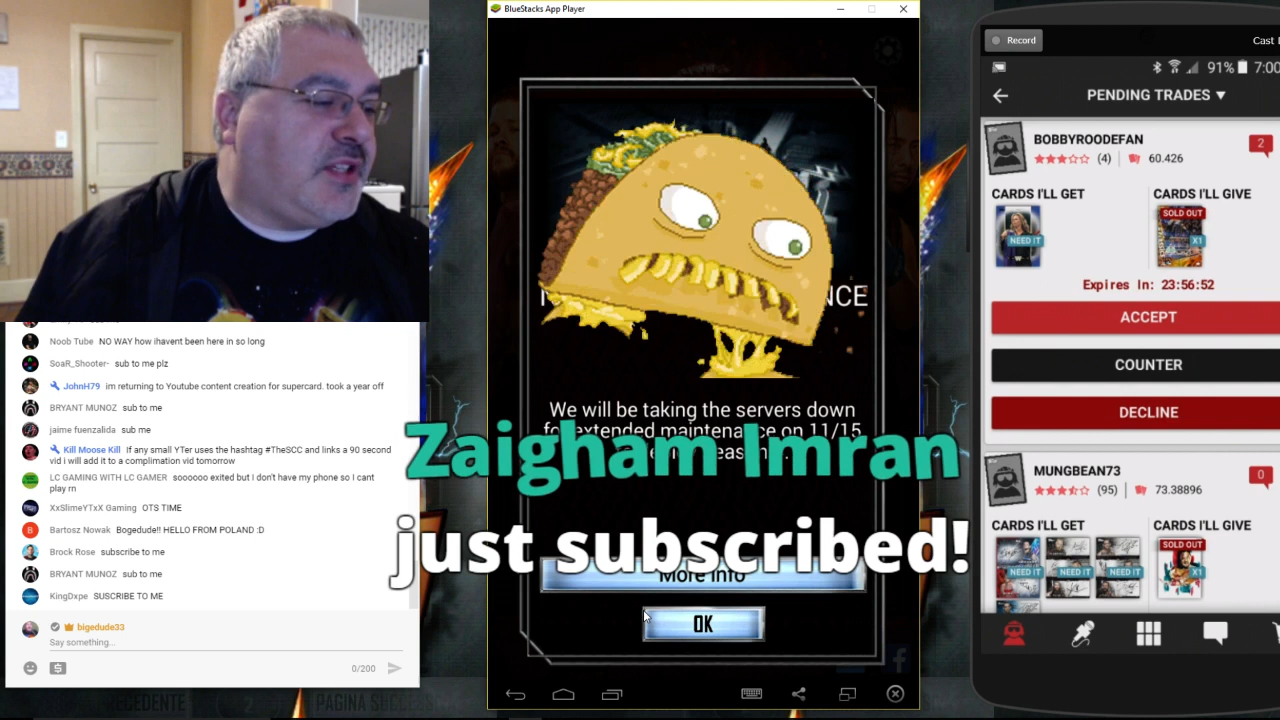 BlueStacks App Player
NCE
We will be taking the servers down
for extended maintenance on 11/15
Zaigham Imran
just subscribed!
More Info
OK
Noob Tube NO WAY how ihavent been here in so long
SoaR_Shooter- sub to me plz
JohnH79 im returning to Youtube content creation for supercard. took a year off
BRYANT MUNOZ sub to me
jaime fuenzalida sub me
Kill Moose Kill If any small YTer uses the hashtag #TheSCC and links a 90 second
vid i will add it to a complimation vid tomorrow
LC GAMING WITH LC GAMER soooooo exited but I don't have my phone so I cant
play rn
XxSlimeYTxX Gaming OTS TIME
B Bartosz Nowak Bogedude!! HELLO FROM POLAND :D
Brock Rose subscribe to me
BRYANT MUNOZ sub to me
KingDxpe SUSCRIBE TO ME
bigedude33
Say something...
0/200
Record
Cast
91% 7:00
PENDING TRADES
BOBBYROODEFAN
2
(4) 60.426
CARDS I'LL GET CARDS I'LL GIVE
NEED IT
SOLD OUT
X1
Expires In: 23:56:52
ACCEPT
COUNTER
DECLINE
MUNGBEAN73
0
(95) 73.38896
CARDS I'LL GET CARDS I'LL GIVE
NEED IT NEED IT NEED IT
SOLD OUT
X1
PAGINA SUCCESS